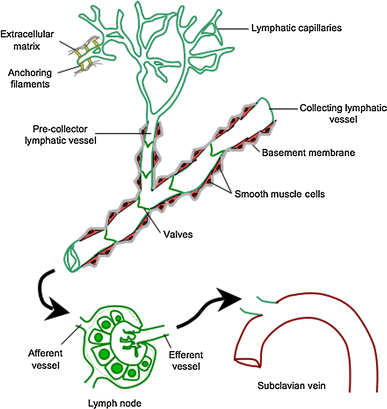 Extracellular
matrix
Lymphatic capillaries
Anchoring
filaments
Collecting lymphatic
vessel
Pre-collector
lymphatic vessel
Basement membrane
Smooth muscle cells
Valves
Afferent
vessel
Efferent
vessel
Subclavian vein
Lymph node